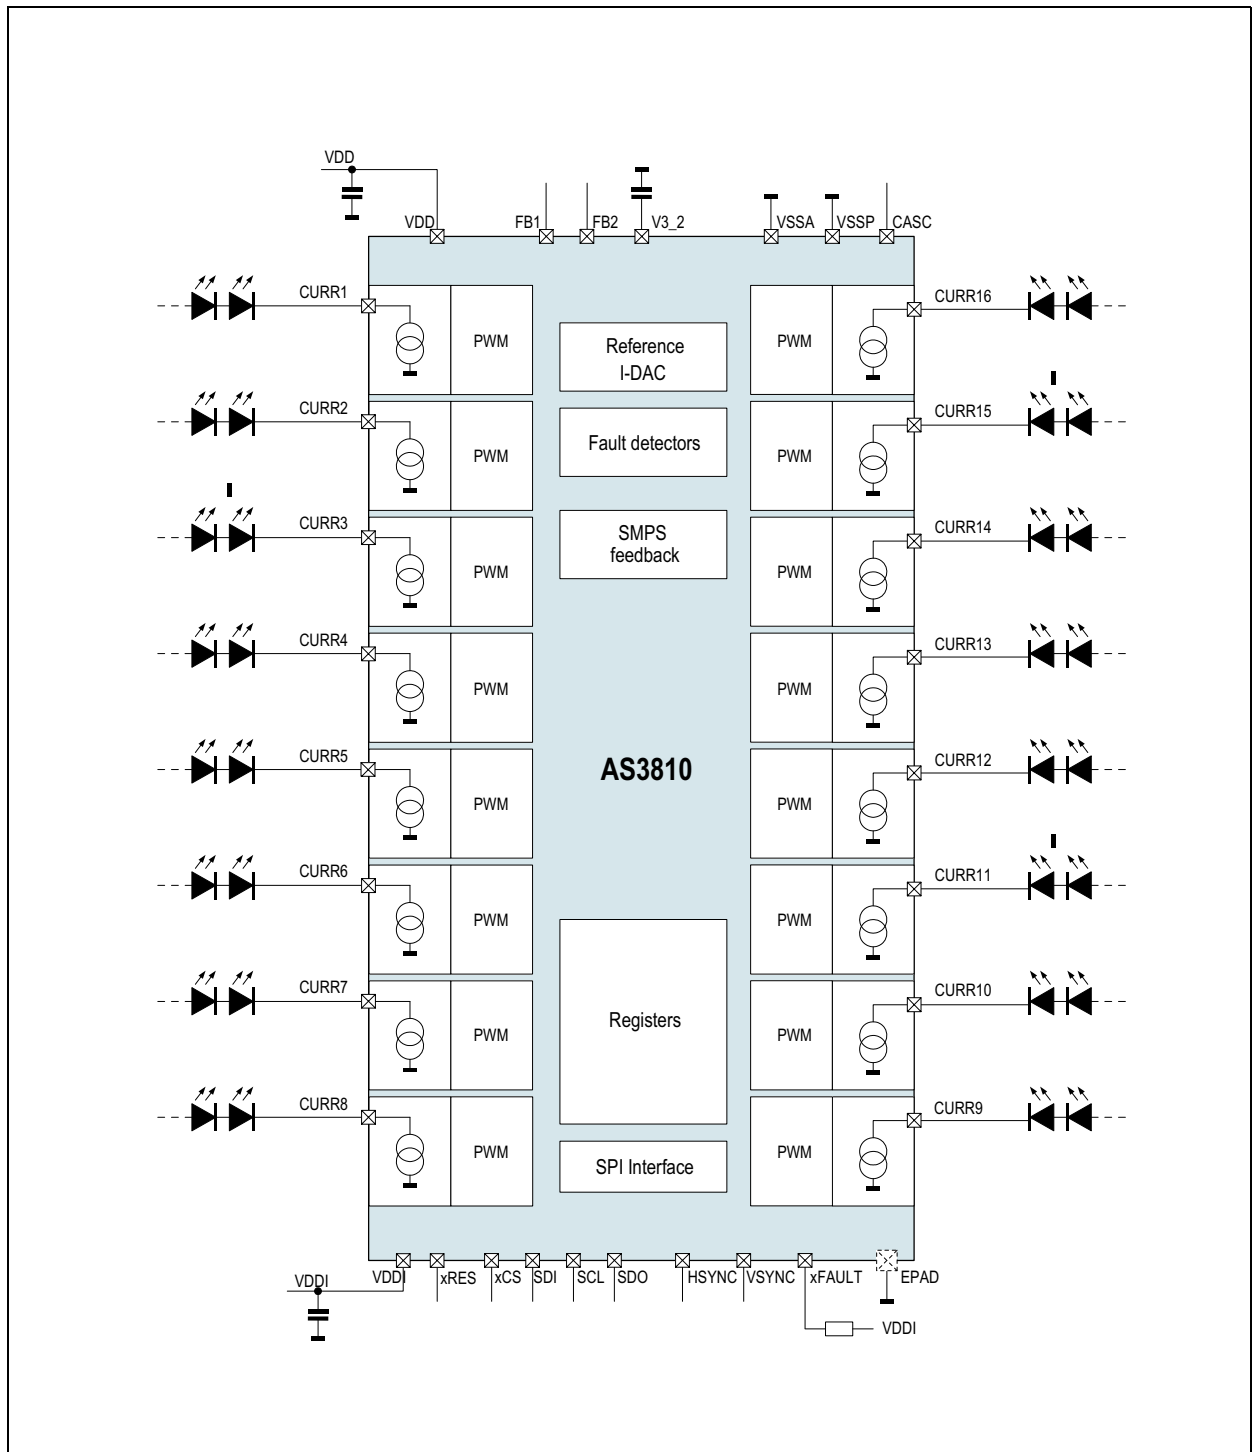 VDD
VDD FB1 FB2 V3_2 VSSA VSSP CASC
CURR1 PWM Reference I-DAC PWM CURR16
CURR2 PWM Fault detectors PWM CURR15
CURR3 PWM SMPS feedback PWM CURR14
CURR4 PWM PWM CURR13
CURR5 PWM AS3810 PWM CURR12
CURR6 PWM PWM CURR11
CURR7 PWM Registers PWM CURR10
CURR8 PWM SPI Interface PWM CURR9
VDDI VDDI xRES xCS SDI SCL SDO HSYNC VSYNC xFAULT EPAD
VDDI